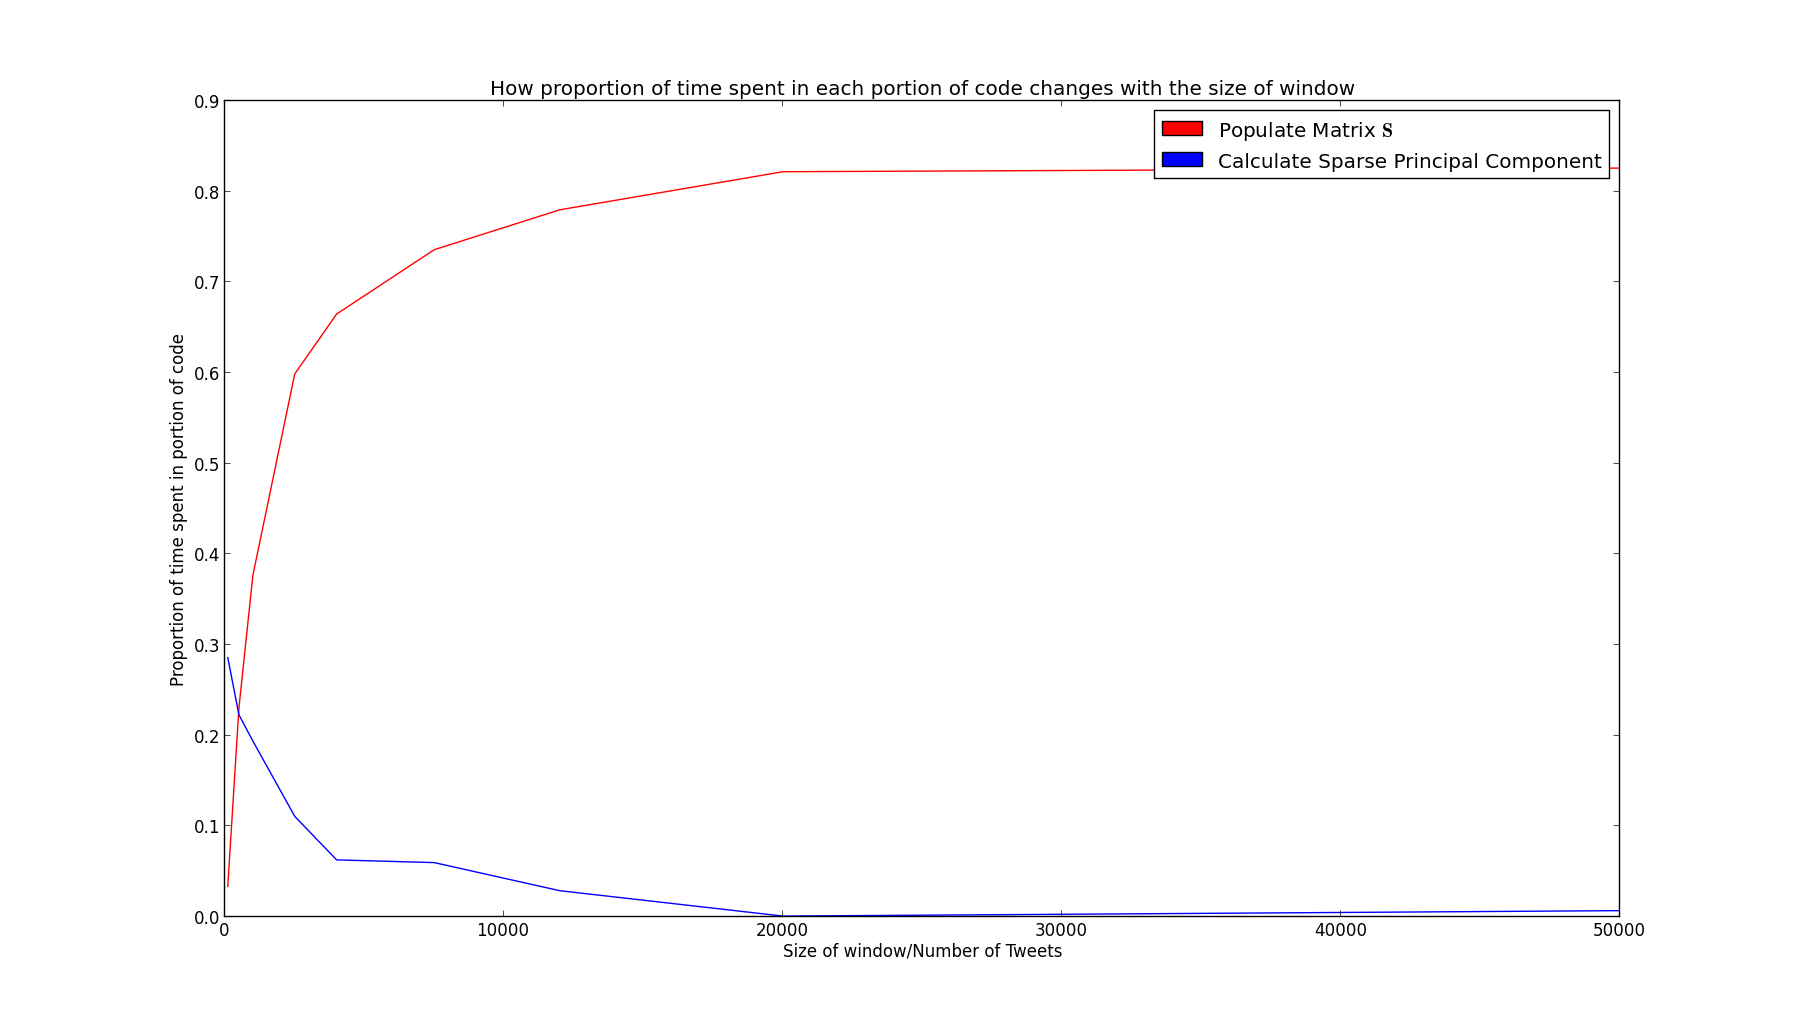 How proportion of time spent in each portion of code changes with the size of window
Populate Matrix S
Calculate Sparse Principal Component
Proportion of time spent in portion of code
0.9
0.8
0.7
0.6
0.5
0.4
0.3
0.2
0.1
0.0
0 10000 20000 30000 40000 50000
Size of window/Number of Tweets